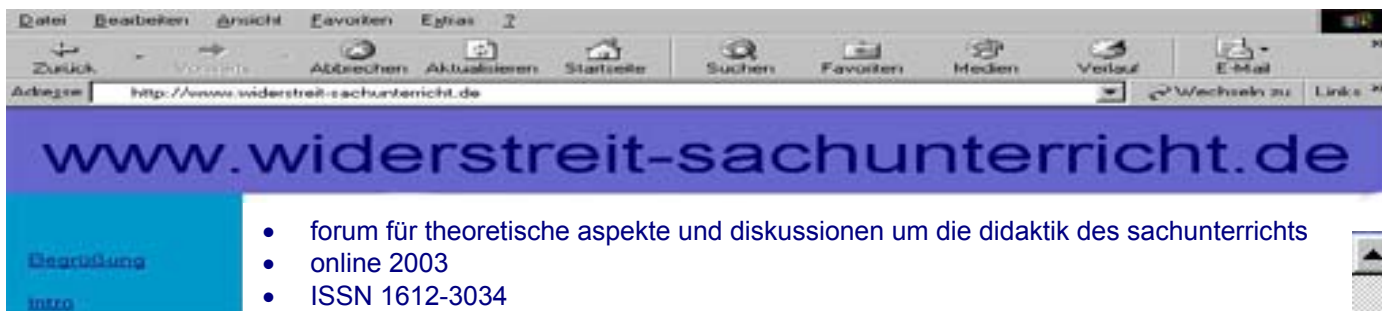 Datei Bearbeiten Ansicht Favoriten Extras ?
Zurück Vorwärts Abbrechen Aktualisieren Startseite Suchen Favoriten Medien Verlauf E-Mail
Adresse http://www.widerstreit-sachunterricht.de Wechseln zu Links
www.widerstreit-sachunterricht.de
Begrüßung
Intro
• forum für theoretische aspekte und diskussionen um die didaktik des sachunterrichts
• online 2003
• ISSN 1612-3034